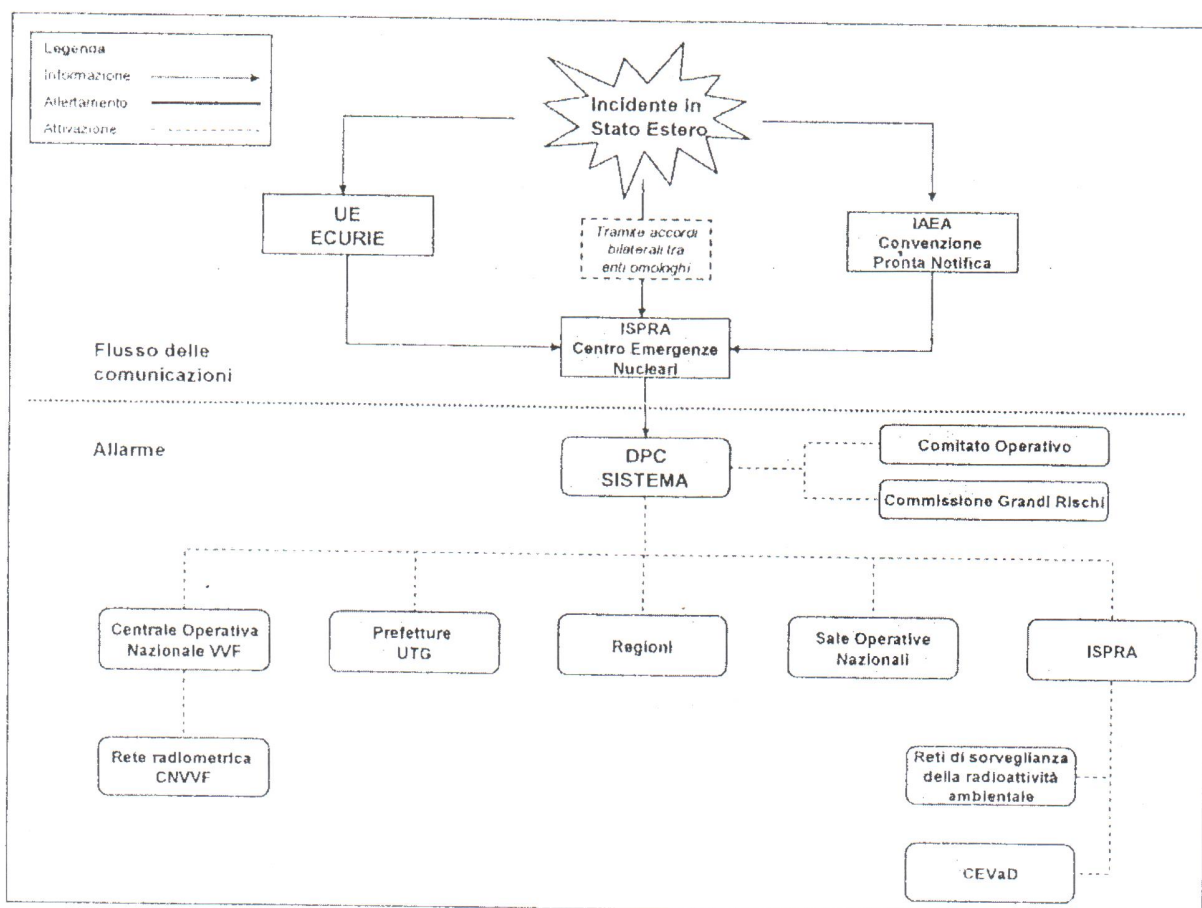 Legenda
Informazione
Allertamento
Attivazione
Incidente in
Stato Estero
UE
ECURIE
Tramite accordi
bilaterali tra
enti omologhi
IAEA
Convenzione
Pronta Notifica
ISPRA
Centro Emergenze
Nucleari
Flusso delle
comunicazioni
Allarme
DPC
SISTEMA
Comitato Operativo
Commissione Grandi Rischi
Centrale Operativa
Nazionale VVF
Prefetture
UTG
Regioni
Sale Operative
Nazionali
ISPRA
Rete radiometrica
CNVVF
Reti di sorveglianza
della radioattività
ambientale
CEVaD